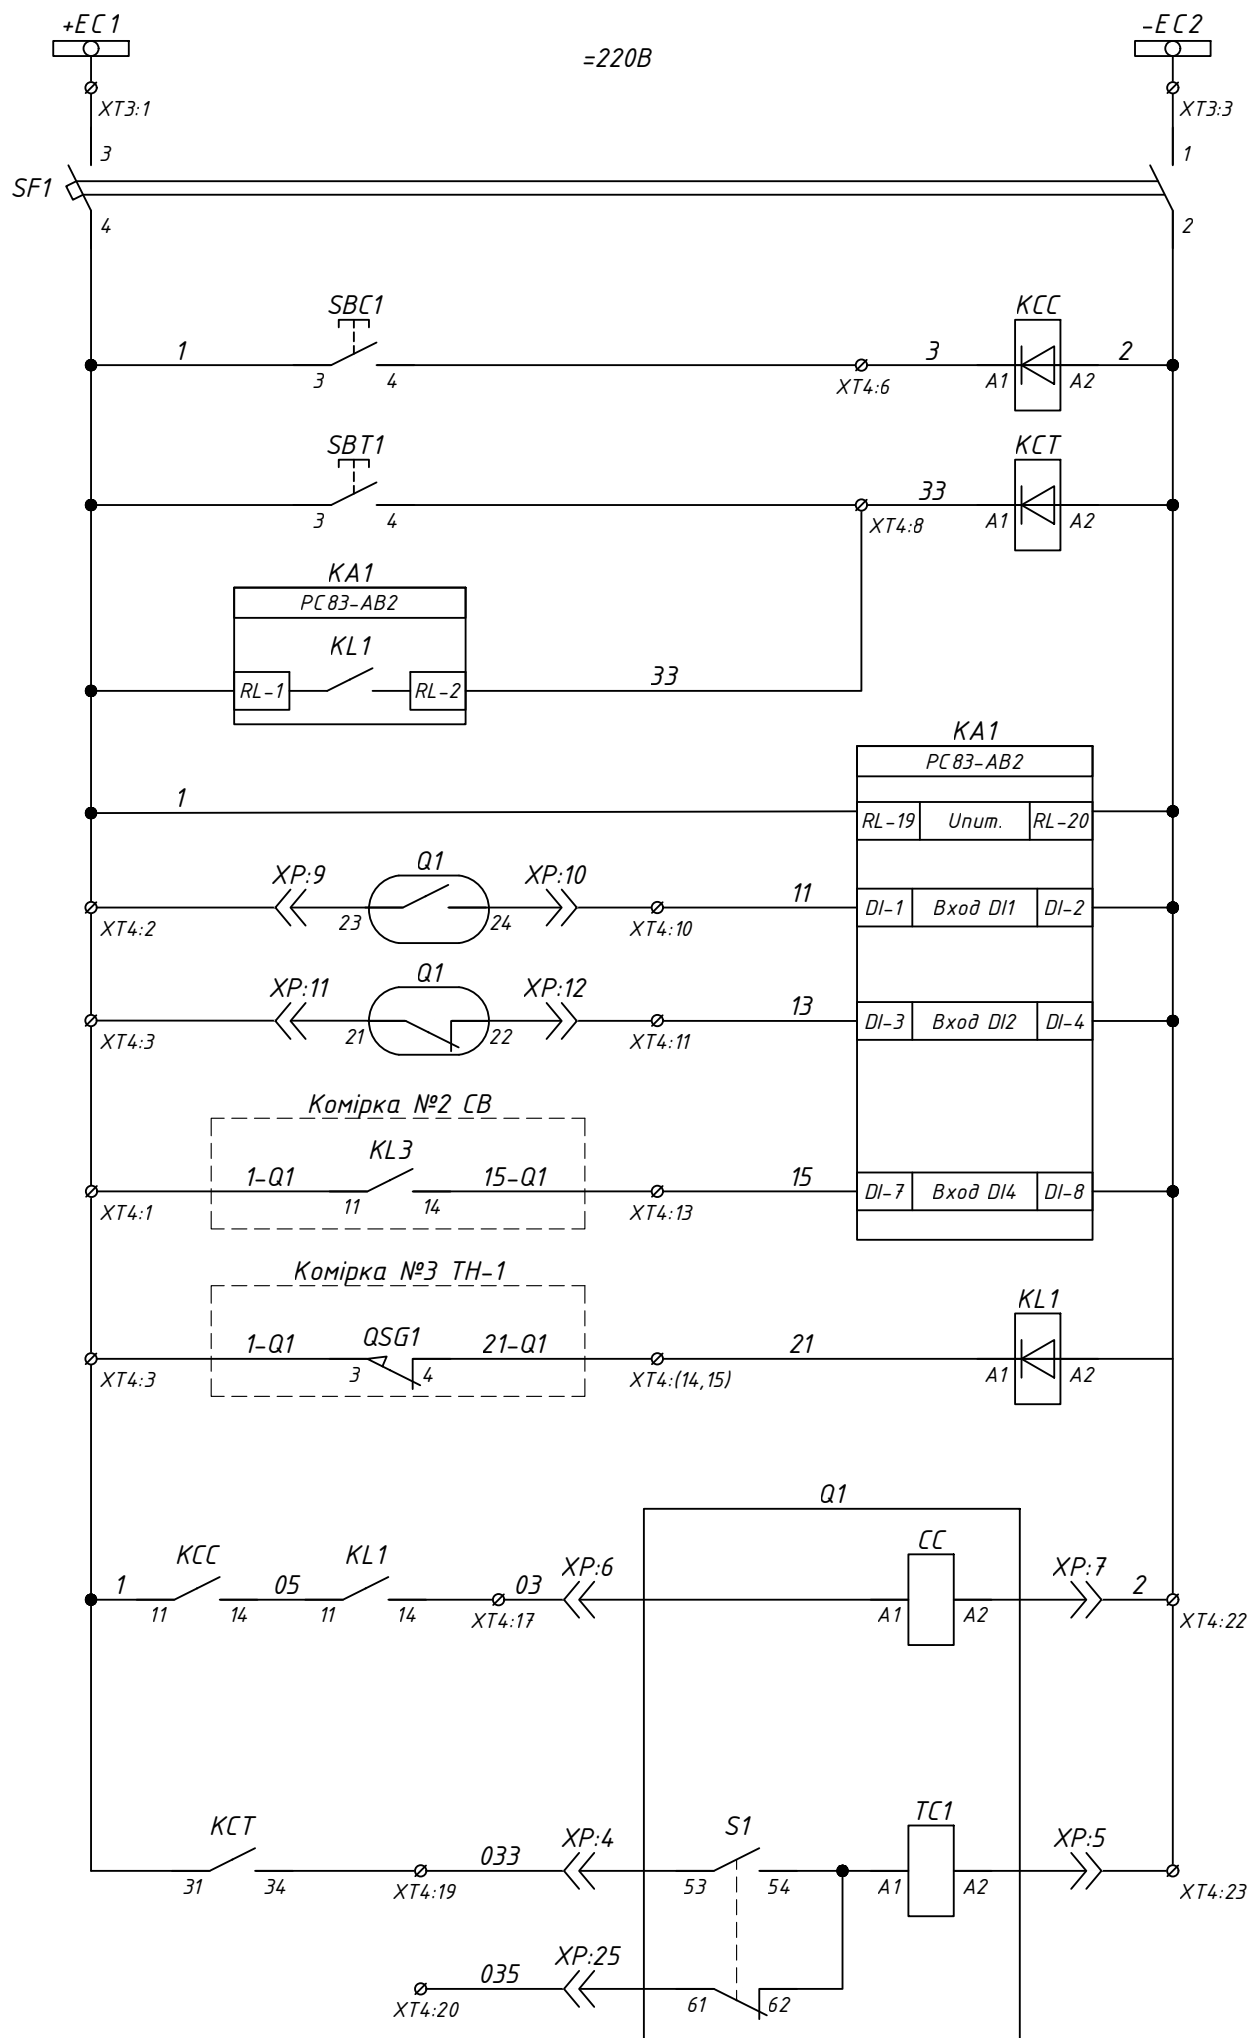 +EC1
-EC2
=220В
XT3:1
XT3:3
3
1
SF1
4
2
SBC1
KCC
1
3
2
3
4
XT4:6
A1
A2
SBT1
KCT
33
3
4
XT4:8
A1
A2
KA1
РС83-АВ2
KL1
RL-1
RL-2
33
KA1
РС83-АВ2
1
RL-19
Uпит.
RL-20
Q1
XP:9
XP:10
11
DI-1
Вход DI1
DI-2
XT4:2
23
24
XT4:10
Q1
XP:11
XP:12
13
DI-3
Вход DI2
DI-4
XT4:3
21
22
XT4:11
Комірка №2 СВ
KL3
1-Q1
15-Q1
15
DI-7
Вход DI4
DI-8
XT4:1
11
14
XT4:13
Комірка №3 ТН-1
KL1
1-Q1
QSG1
21-Q1
21
XT4:3
3
4
XT4:(14,15)
A1
A2
Q1
KCC
KL1
CC
XP:6
XP:7
1
05
03
2
11
14
11
14
XT4:17
A1
A2
XT4:22
KCT
S1
TC1
XP:4
XP:5
033
31
34
XT4:19
53
54
A1
A2
XT4:23
035
XP:25
XT4:20
61
62